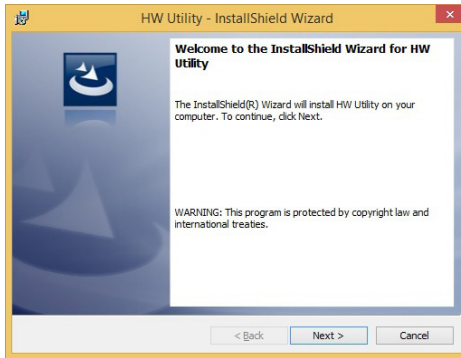 HW Utility - InstallShield Wizard
Welcome to the InstallShield Wizard for HW
Utility
The InstallShield(R) Wizard will install HW Utility on your
computer. To continue, click Next.
WARNING: This program is protected by copyright law and
international treaties.
< Back Next > Cancel